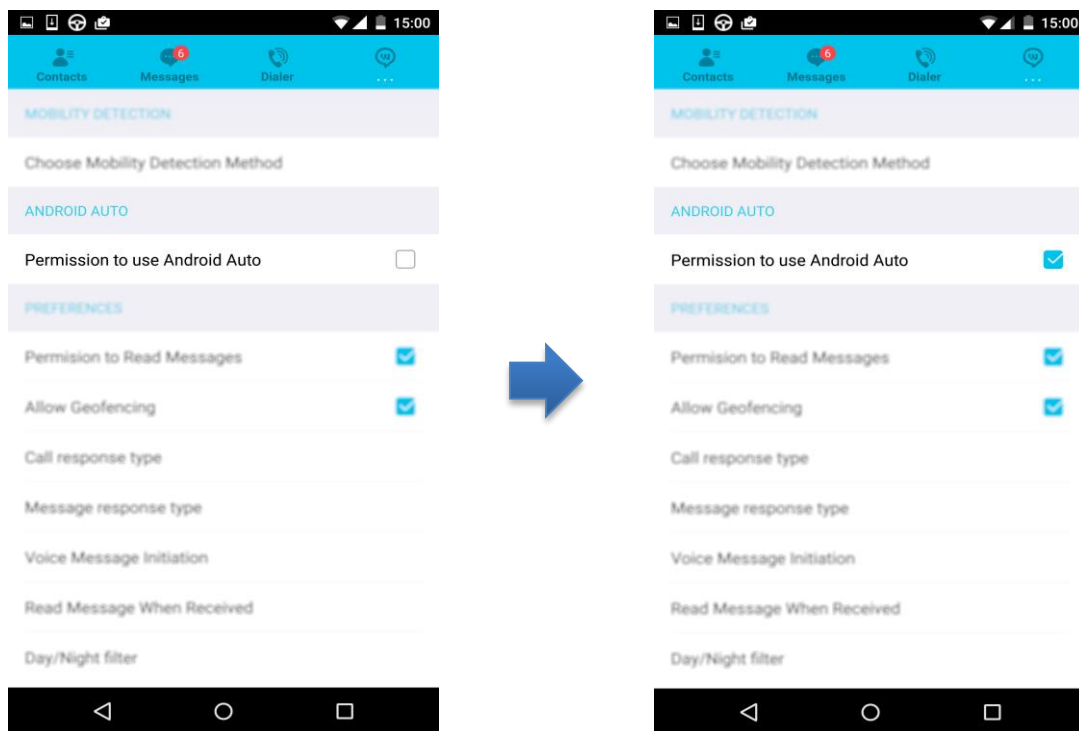 15:00
6
Contacts Messages Dialer ...
MOBILITY DETECTION
Choose Mobility Detection Method
ANDROID AUTO
Permission to use Android Auto
PREFERENCES
Permision to Read Messages
Allow Geofencing
Call response type
Message response type
Voice Message Initiation
Read Message When Received
Day/Night filter
15:00
6
Contacts Messages Dialer ...
MOBILITY DETECTION
Choose Mobility Detection Method
ANDROID AUTO
Permission to use Android Auto
PREFERENCES
Permision to Read Messages
Allow Geofencing
Call response type
Message response type
Voice Message Initiation
Read Message When Received
Day/Night filter